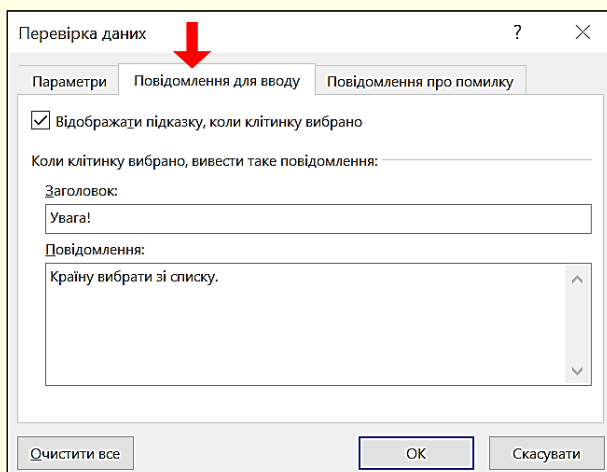 Перевірка даних ?
Параметри Повідомлення для вводу Повідомлення про помилку
Відображати підказку, коли клітинку вибрано
Коли клітинку вибрано, вивести таке повідомлення:
Заголовок:
Увага!
Повідомлення:
Країну вибрати зі списку.
Очистити все ОК Скасувати